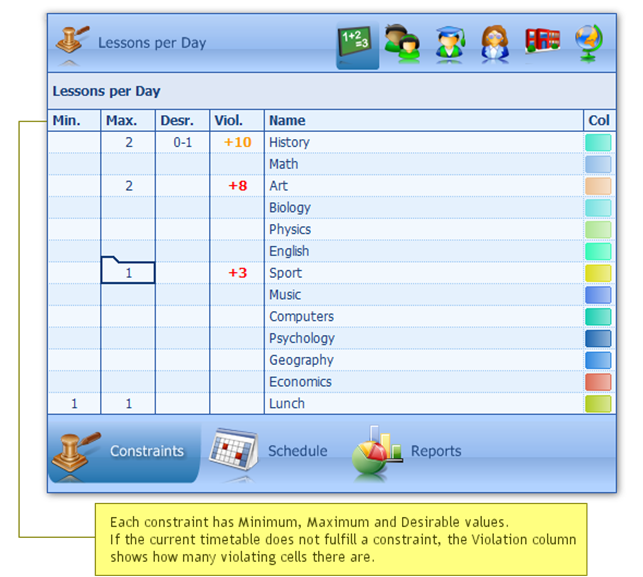 Lessons per Day
1+2
=3
Lessons per Day
Min. Max. Desr. Viol. Name Col
2 0-1 +10 History
Math
2 +8 Art
Biology
Physics
English
1 +3 Sport
Music
Computers
Psychology
Geography
Economics
1 1 Lunch
Constraints Schedule Reports
Each constraint has Minimum, Maximum and Desirable values.
If the current timetable does not fulfill a constraint, the Violation column
shows how many violating cells there are.